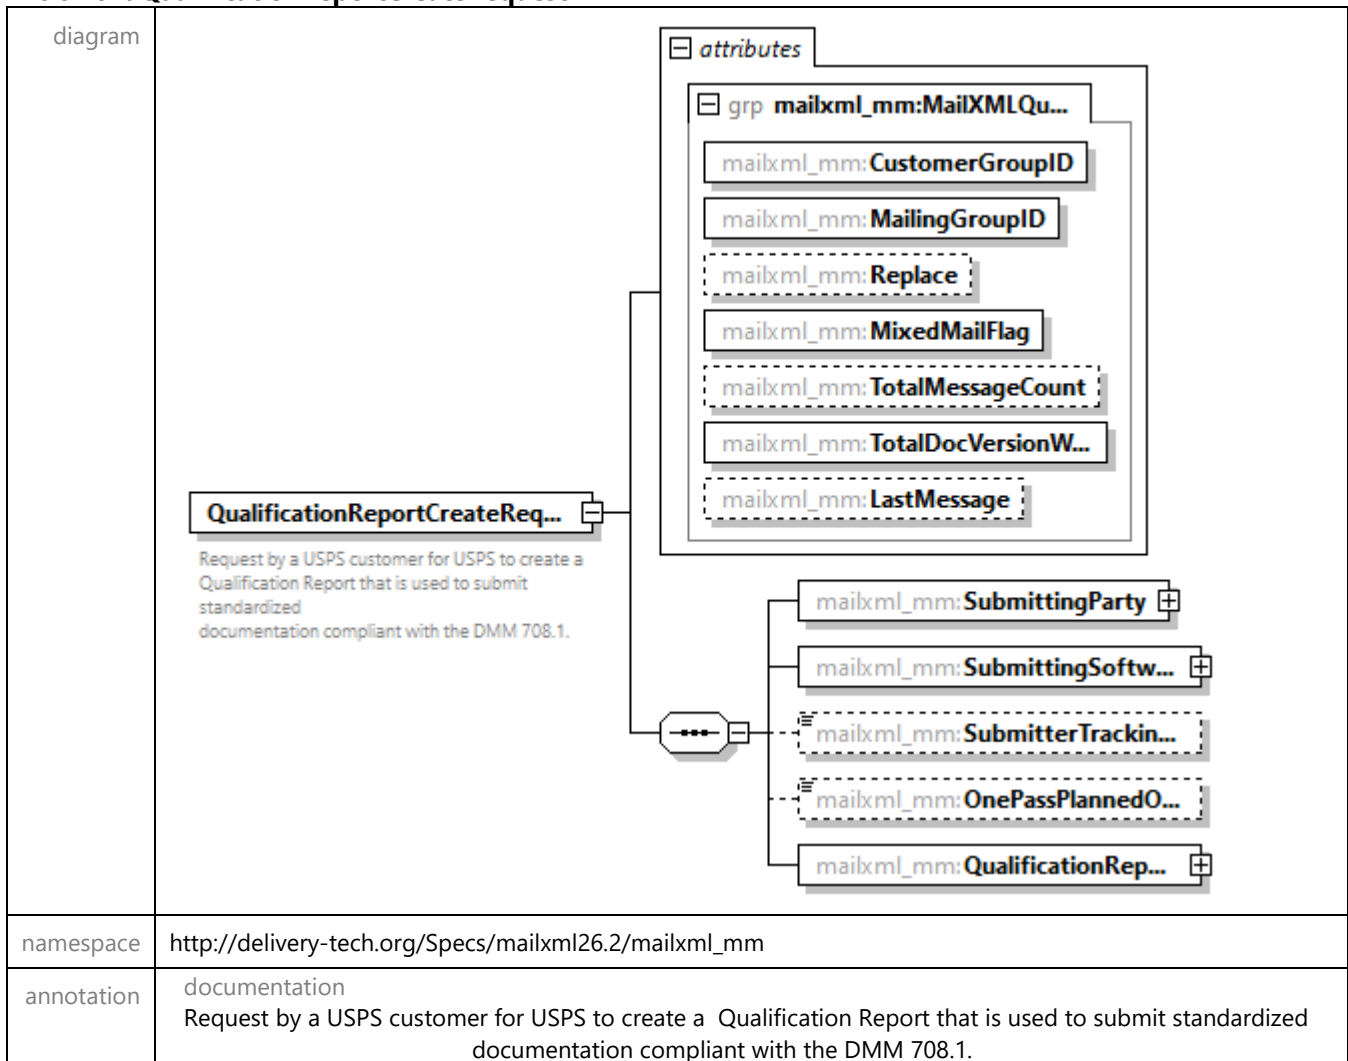 diagram
attributes
grp mailxml_mm:MailXMLQu...
mailxml_mm:CustomerGroupID
mailxml_mm:MailingGroupID
mailxml_mm:Replace
mailxml_mm:MixedMailFlag
mailxml_mm:TotalMessageCount
mailxml_mm:TotalDocVersionW...
mailxml_mm:LastMessage
QualificationReportCreateReq...
Request by a USPS customer for USPS to create a
Qualification Report that is used to submit
standardized
documentation compliant with the DMM 708.1.
mailxml_mm:SubmittingParty
mailxml_mm:SubmittingSoftw...
mailxml_mm:SubmitterTrackin...
mailxml_mm:OnePassPlannedO...
mailxml_mm:QualificationRep...
namespace http://delivery-tech.org/Specs/mailxml26.2/mailxml_mm
annotation documentation
Request by a USPS customer for USPS to create a  Qualification Report that is used to submit standardized
documentation compliant with the DMM 708.1.